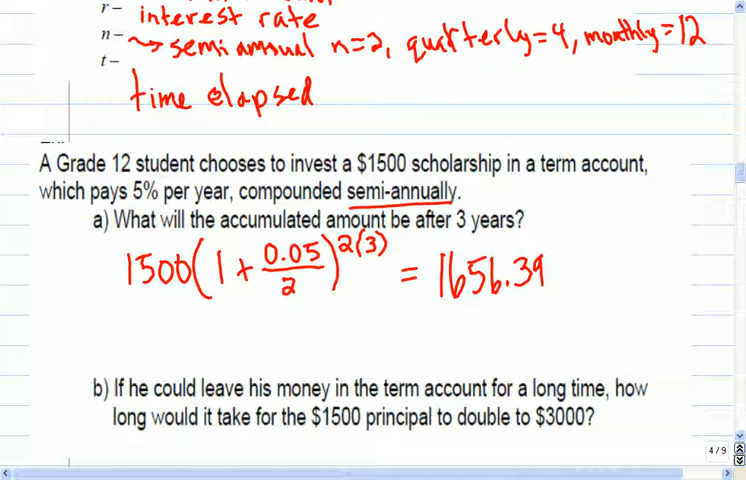 r – interest rate
n – → semi annual n=2, quarterly=4, monthly=12
t –
time elapsed
A Grade 12 student chooses to invest a $1500 scholarship in a term account,
which pays 5% per year, compounded semi-annually.
a) What will the accumulated amount be after 3 years?
1500(1 + 0.05/2)^2(3) = 1656.39
b) If he could leave his money in the term account for a long time, how
long would it take for the $1500 principal to double to $3000?
4 / 9